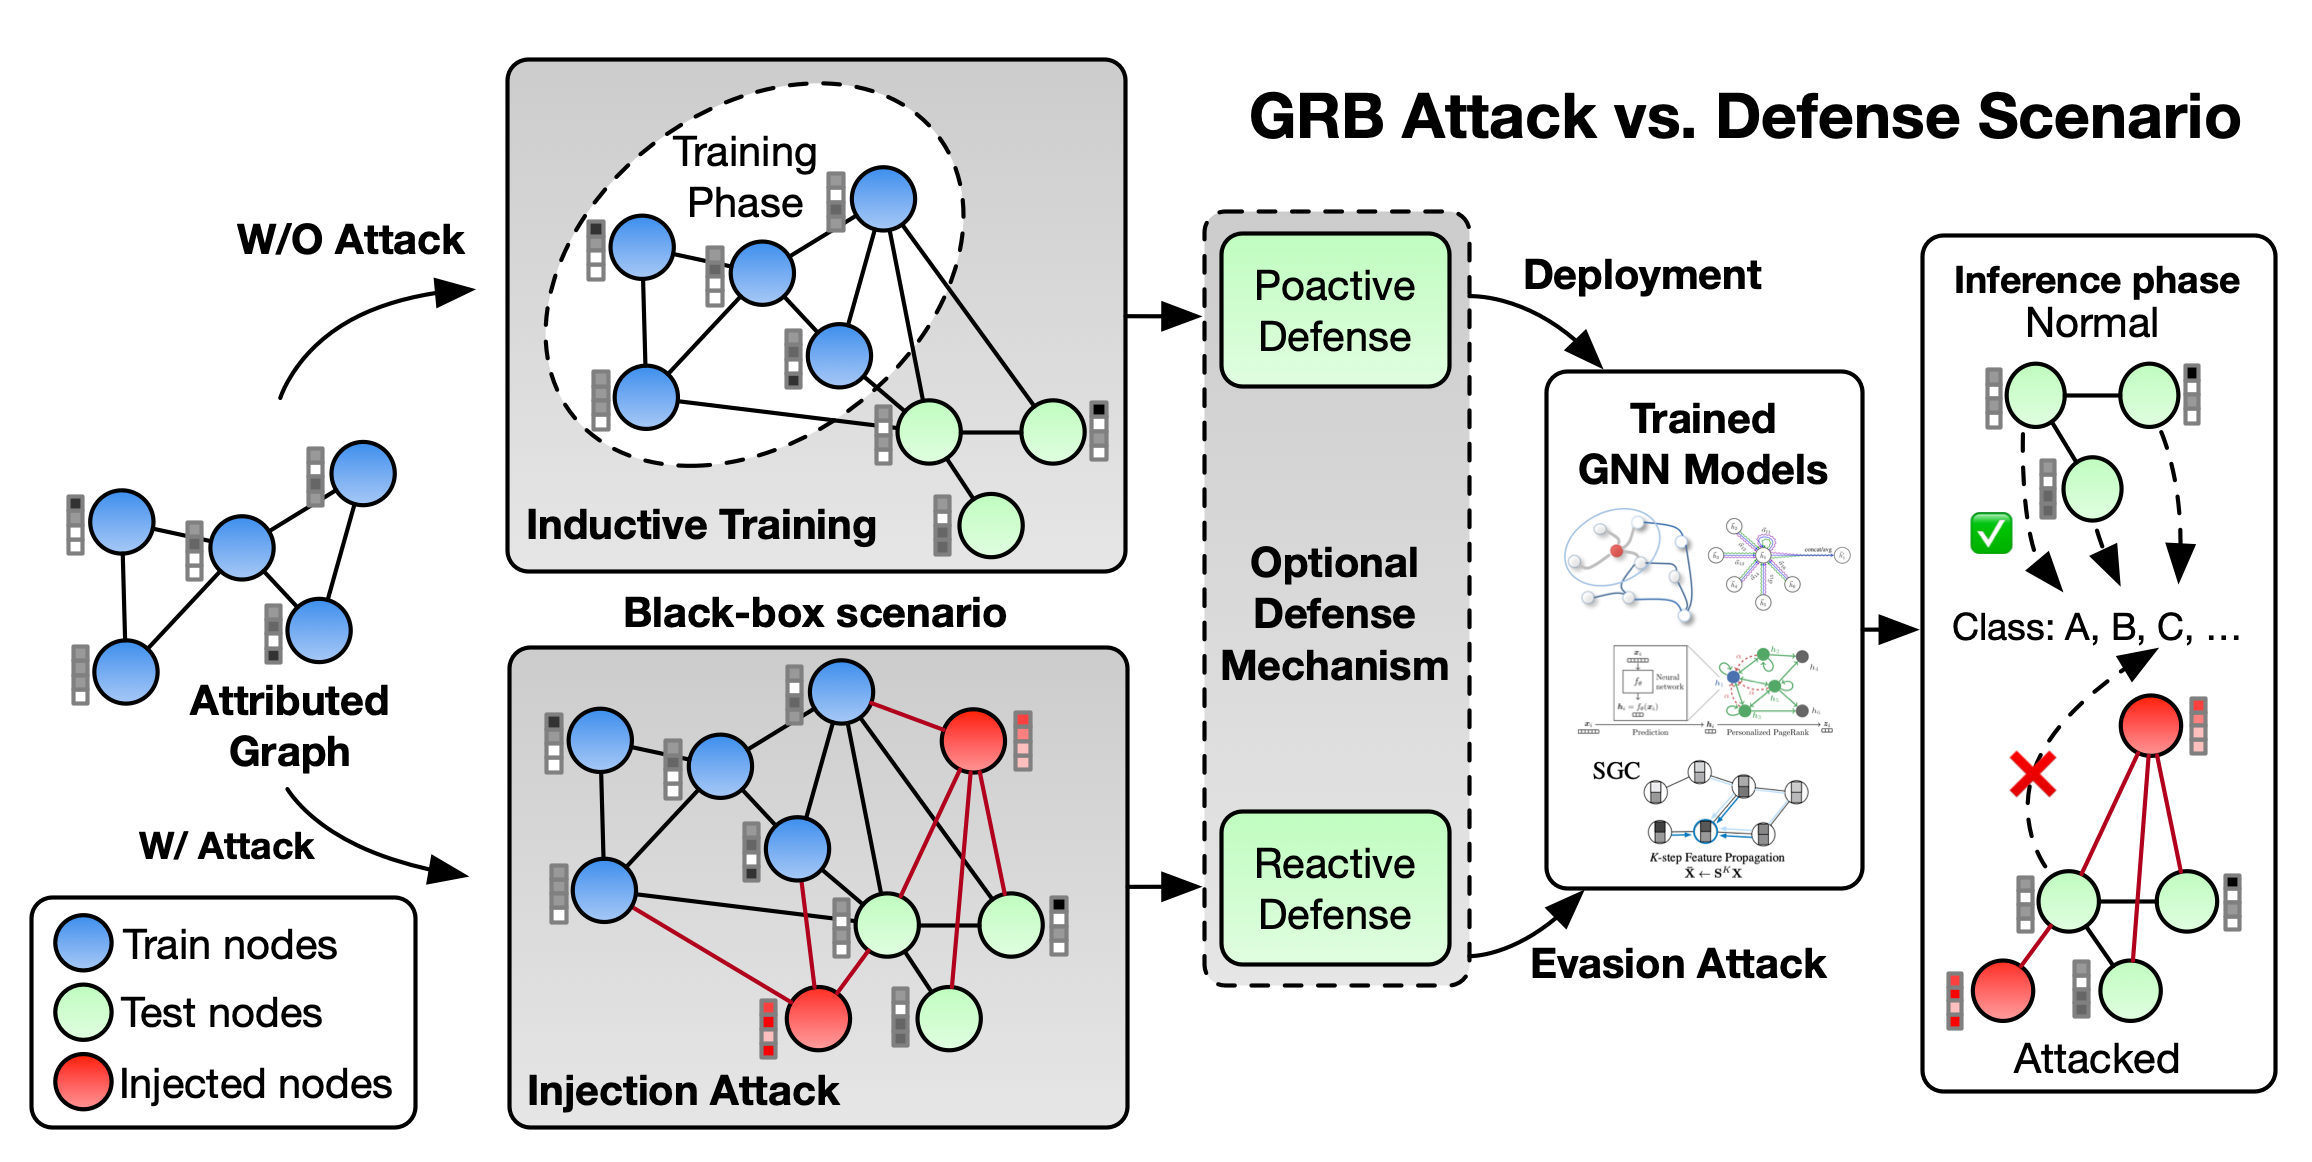 GRB Attack vs. Defense Scenario
W/O Attack
Training
Phase
Inductive Training
Attributed
Graph
W/ Attack
Train nodes
Test nodes
Injected nodes
Black-box scenario
Injection Attack
Poactive
Defense
Optional
Defense
Mechanism
Reactive
Defense
Deployment
Evasion Attack
Trained
GNN Models
concat/avg
Neural
network
Prediction
Personalized PageRank
SGC
K-step Feature Propagation
X̄ ← S^K X
Inference phase
Normal
Class: A, B, C, ...
Attacked